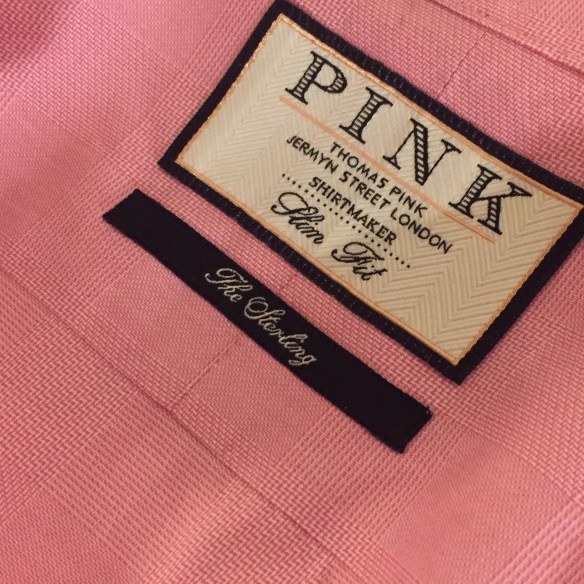 PINK
THOMAS PINK
JERMYN STREET LONDON
SHIRTMAKER
Slim Fit
The Sterling